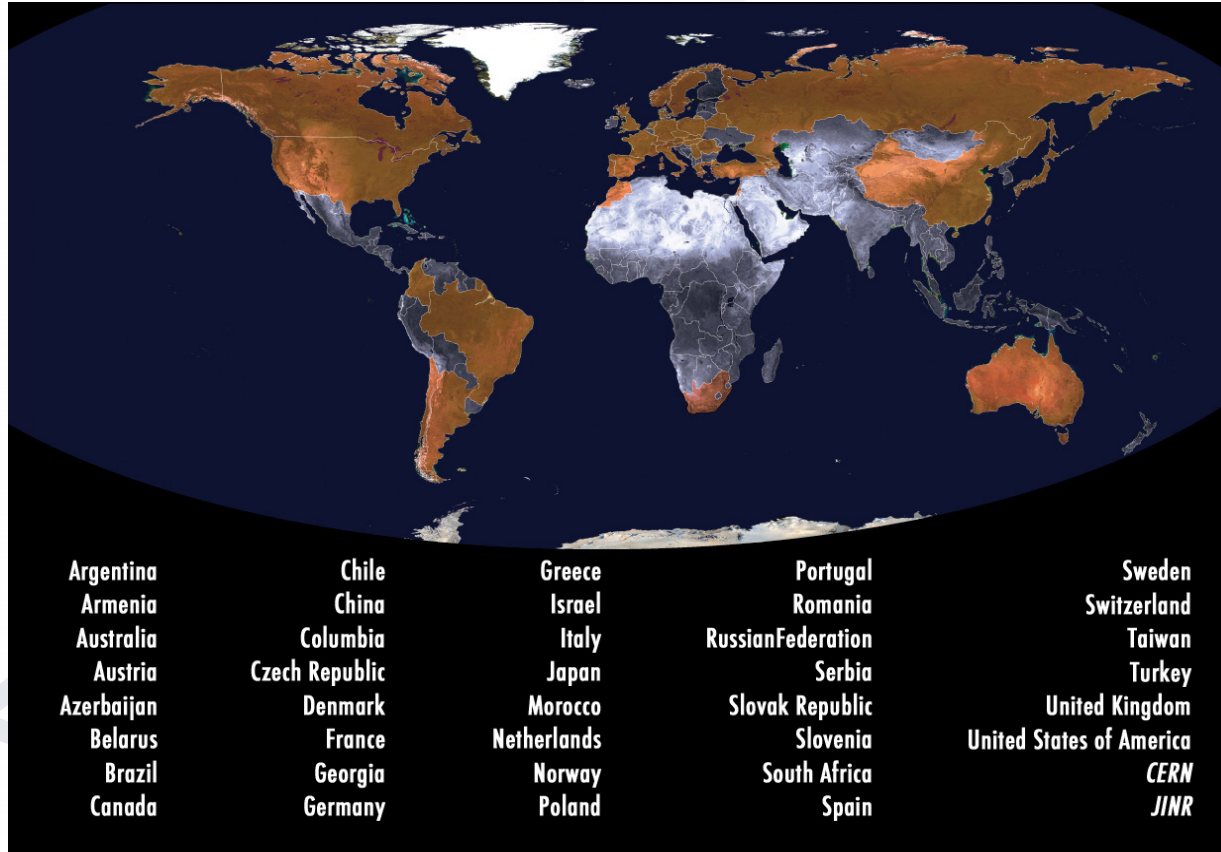 Argentina
Armenia
Australia
Austria
Azerbaijan
Belarus
Brazil
Canada
Chile
China
Columbia
Czech Republic
Denmark
France
Georgia
Germany
Greece
Israel
Italy
Japan
Morocco
Netherlands
Norway
Poland
Portugal
Romania
RussianFederation
Serbia
Slovak Republic
Slovenia
South Africa
Spain
Sweden
Switzerland
Taiwan
Turkey
United Kingdom
United States of America
CERN
JINR